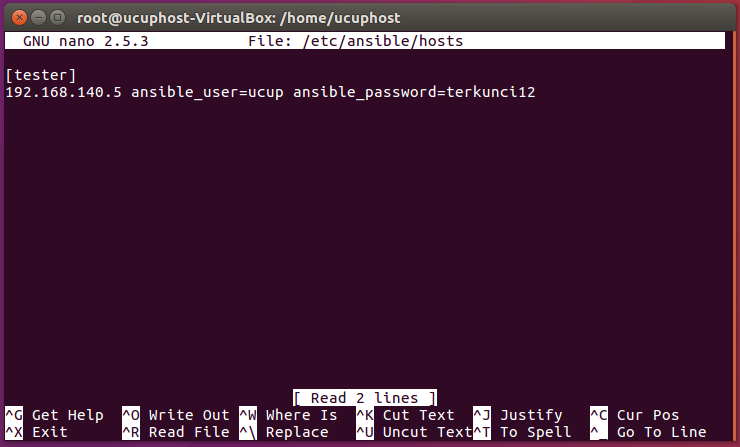 root@ucuphost-VirtualBox: /home/ucuphost
GNU nano 2.5.3 File: /etc/ansible/hosts
[tester]
192.168.140.5 ansible_user=ucup ansible_password=terkunci12
[ Read 2 lines ]
^G Get Help ^O Write Out ^W Where Is ^K Cut Text ^J Justify ^C Cur Pos
^X Exit ^R Read File ^\ Replace ^U Uncut Text ^T To Spell ^_ Go To Line